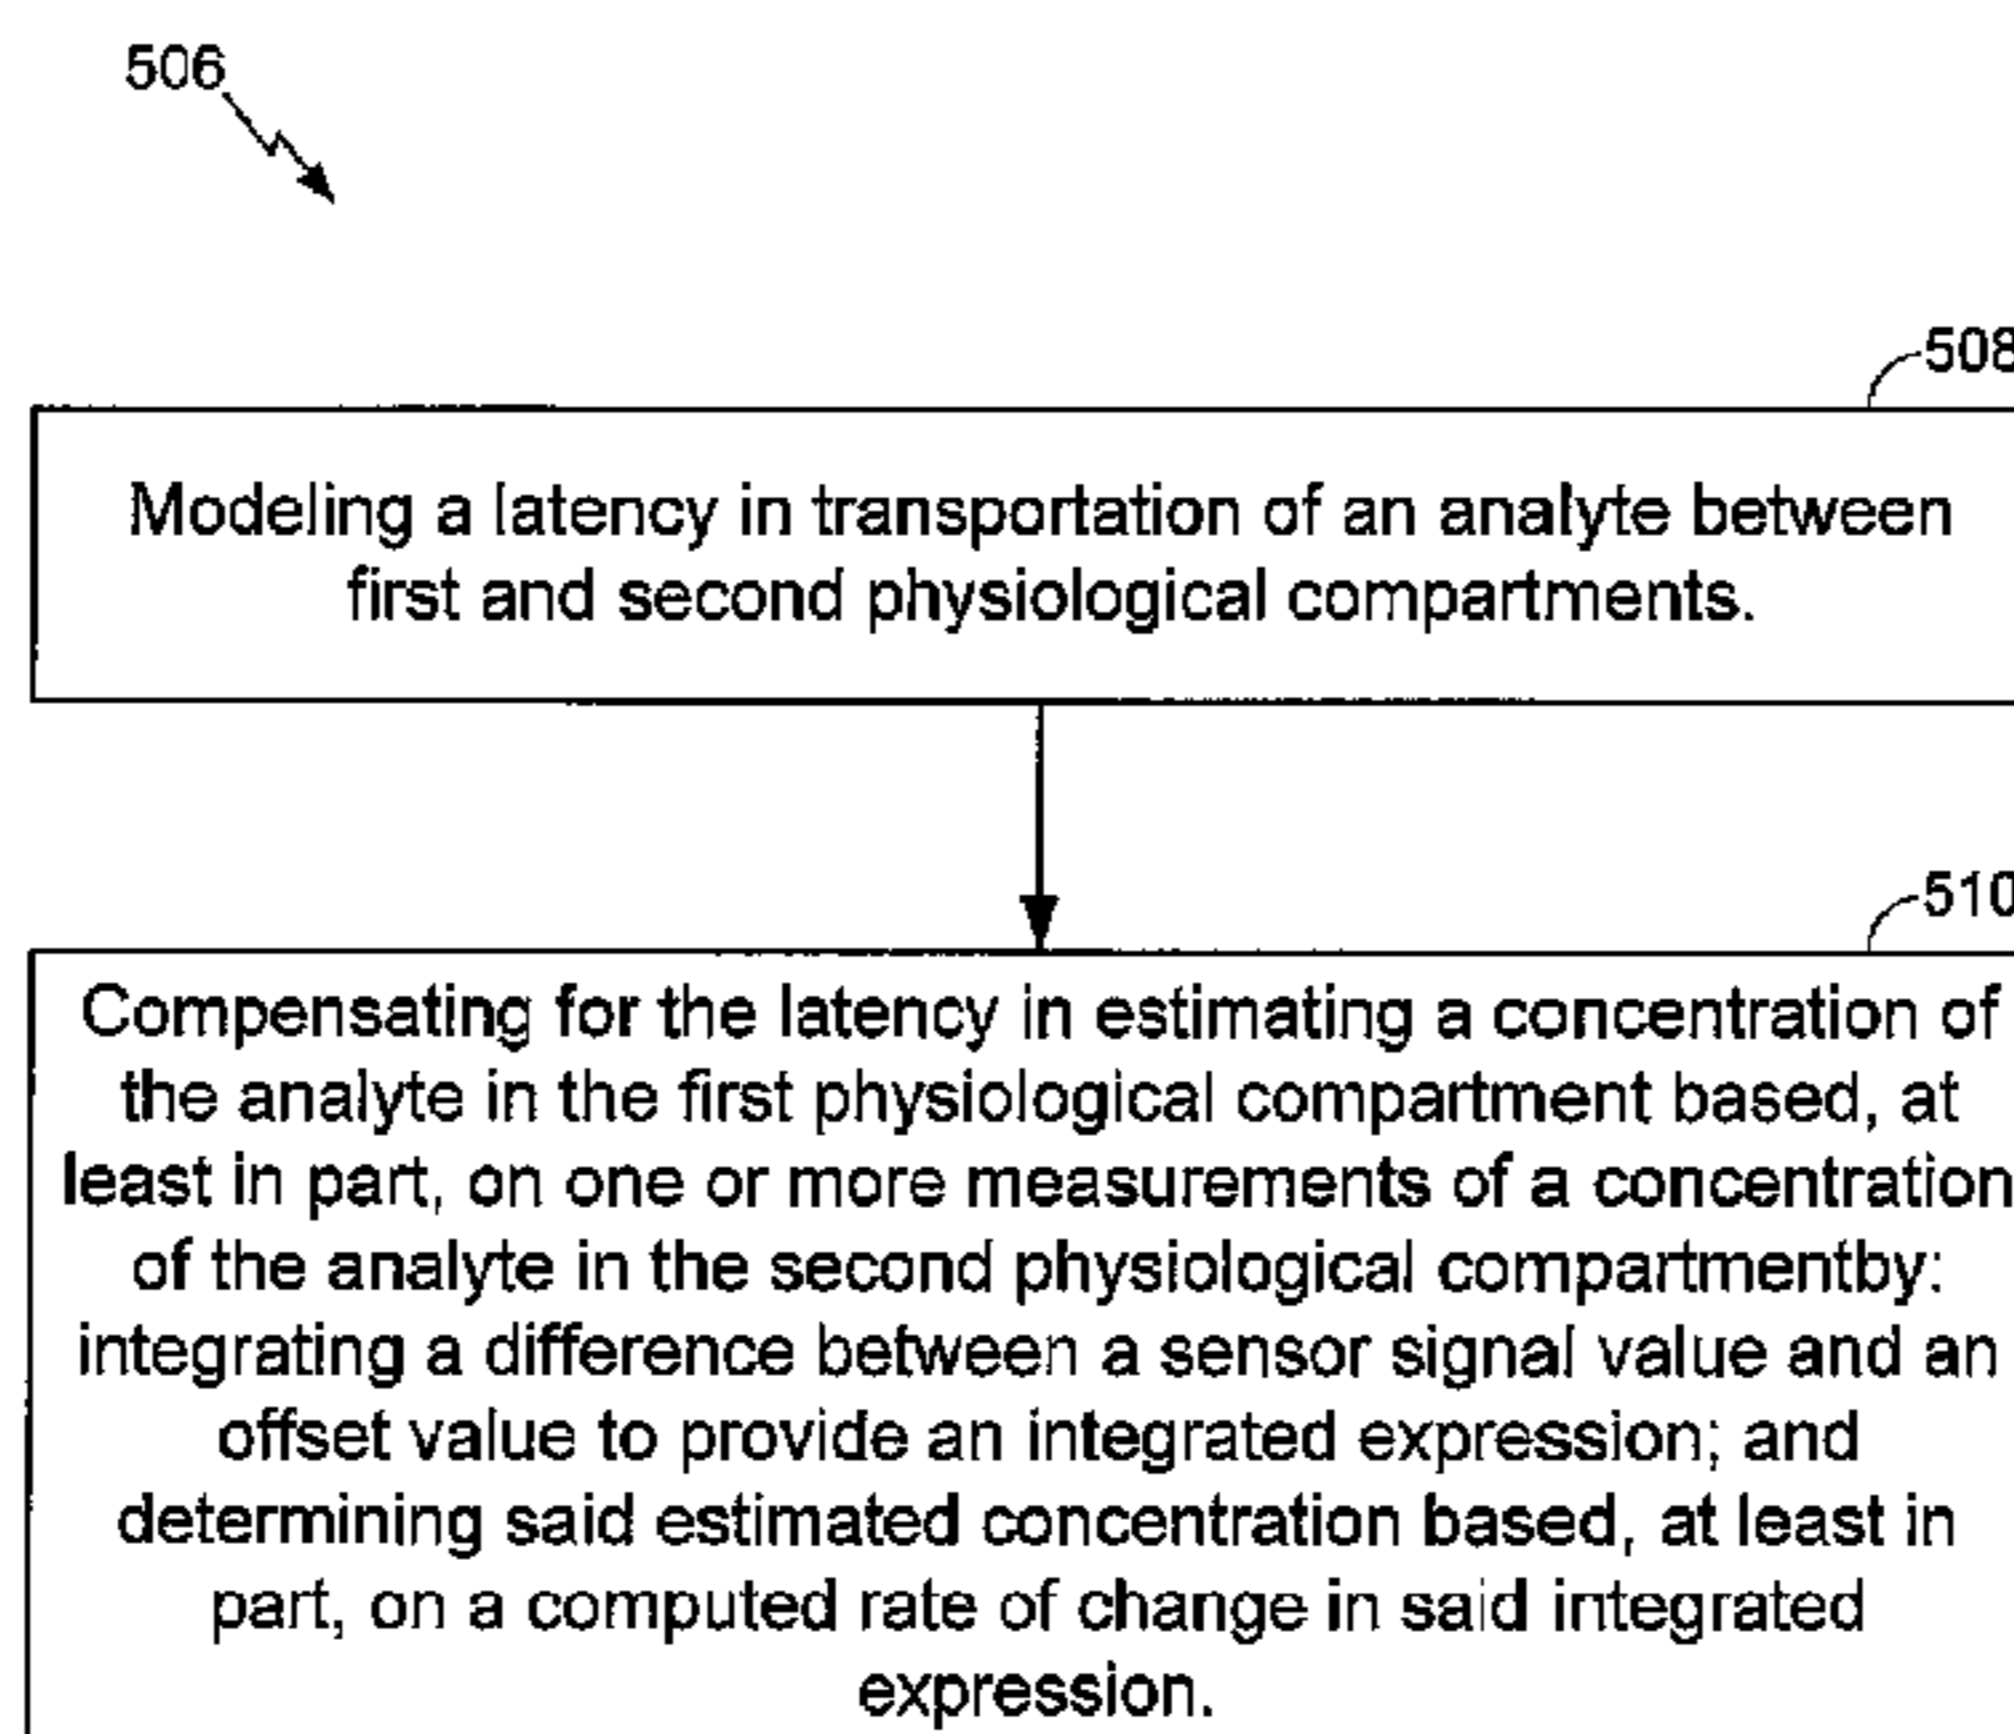 506
508
Modeling a latency in transportation of an analyte between
first and second physiological compartments.
510
Compensating for the latency in estimating a concentration of
the analyte in the first physiological compartment based, at
least in part, on one or more measurements of a concentration
of the analyte in the second physiological compartmentby:
integrating a difference between a sensor signal value and an
offset value to provide an integrated expression; and
determining said estimated concentration based, at least in
part, on a computed rate of change in said integrated
expression.